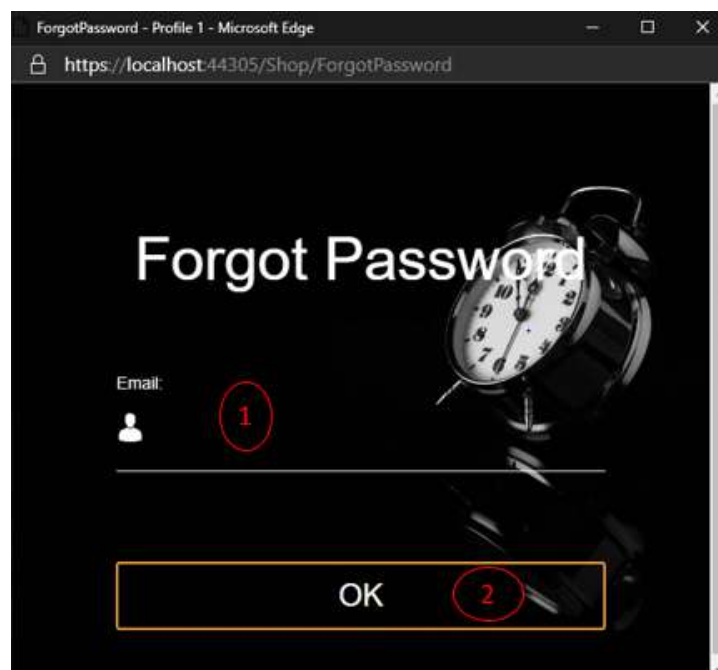 ForgotPassword - Profile 1 - Microsoft Edge
https://localhost:44305/Shop/ForgotPassword
Forgot Password
Email:
1
OK 2